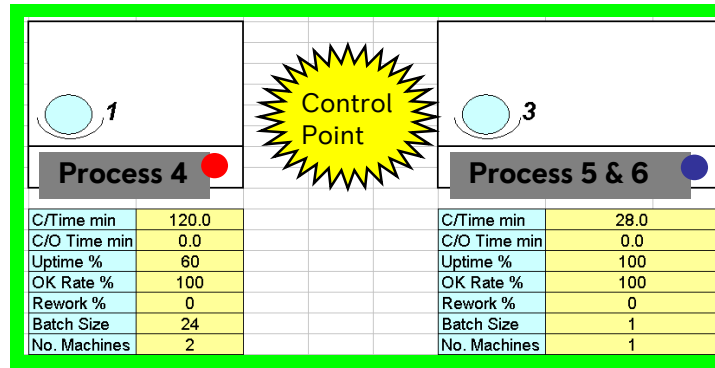 1
Process 4
C/Time min 120.0
C/O Time min 0.0
Uptime % 60
OK Rate % 100
Rework % 0
Batch Size 24
No. Machines 2
Control
Point
3
Process 5 & 6
C/Time min 28.0
C/O Time min 0.0
Uptime % 100
OK Rate % 100
Rework % 0
Batch Size 1
No. Machines 1